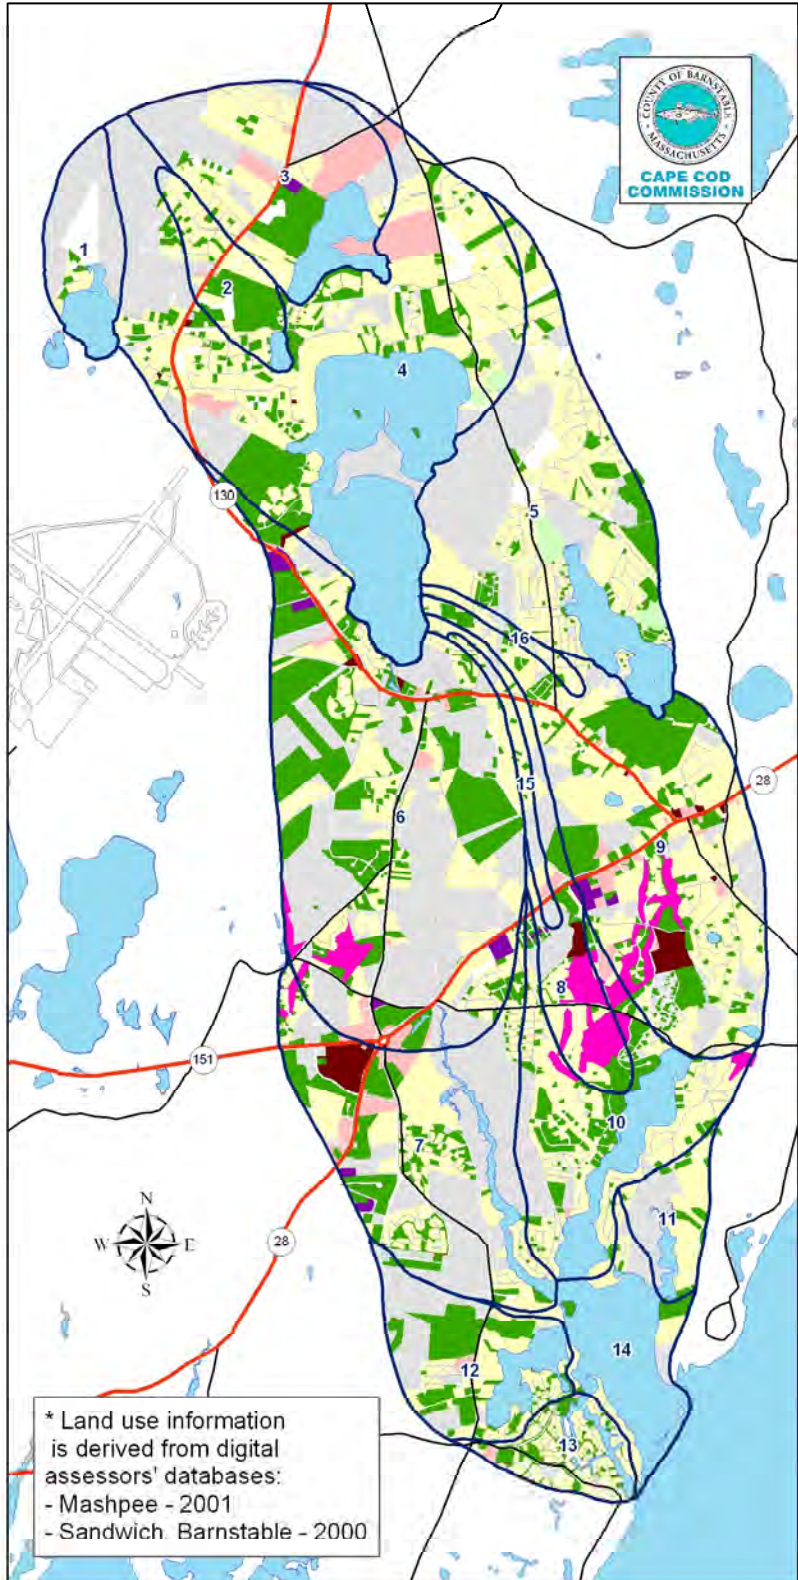 COUNTY OF BARNSTABLE
MASSACHUSETTS
CAPE COD
COMMISSION
3
1
2
4
130
5
16
28
15
6
9
8
151
10
7
11
N
W E
S
28
14
12
13
* Land use information
is derived from digital
assessors' databases:
- Mashpee - 2001
- Sandwich, Barnstable - 2000